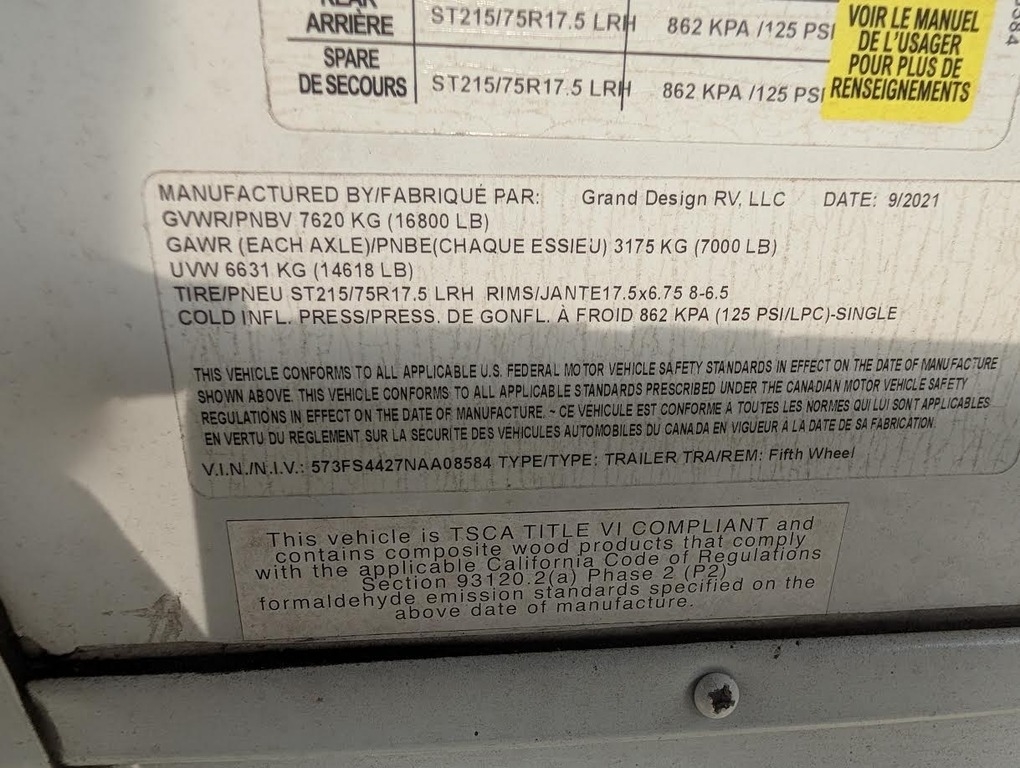 REAR
ARRIÈRE ST215/75R17.5 LRH 862 KPA /125 PSI
SPARE
DE SECOURS ST215/75R17.5 LRH 862 KPA /125 PSI
VOIR LE MANUEL
DE L'USAGER
POUR PLUS DE
RENSEIGNEMENTS
MANUFACTURED BY/FABRIQUÉ PAR: Grand Design RV, LLC DATE: 9/2021
GVWR/PNBV 7620 KG (16800 LB)
GAWR (EACH AXLE)/PNBE(CHAQUE ESSIEU) 3175 KG (7000 LB)
UVW 6631 KG (14618 LB)
TIRE/PNEU ST215/75R17.5 LRH RIMS/JANTE17.5x6.75 8-6.5
COLD INFL. PRESS/PRESS. DE GONFL. À FROID 862 KPA (125 PSI/LPC)-SINGLE
THIS VEHICLE CONFORMS TO ALL APPLICABLE U.S. FEDERAL MOTOR VEHICLE SAFETY STANDARDS IN EFFECT ON THE DATE OF MANUFACTURE
SHOWN ABOVE. THIS VEHICLE CONFORMS TO ALL APPLICABLE STANDARDS PRESCRIBED UNDER THE CANADIAN MOTOR VEHICLE SAFETY
REGULATIONS IN EFFECT ON THE DATE OF MANUFACTURE. ~ CE VEHICULE EST CONFORME A TOUTES LES NORMES QUI LUI SONT APPLICABLES
EN VERTU DU REGLEMENT SUR LA SECURITE DES VEHICULES AUTOMOBILES DU CANADA EN VIGUEUR A LA DATE DE SA FABRICATION.
V.I.N./N.I.V.: 573FS4427NAA08584 TYPE/TYPE: TRAILER TRA/REM: Fifth Wheel
This vehicle is TSCA TITLE VI COMPLIANT and
contains composite wood products that comply
with the applicable California Code of Regulations
Section 93120.2(a) Phase 2 (P2)
formaldehyde emission standards specified on the
above date of manufacture.